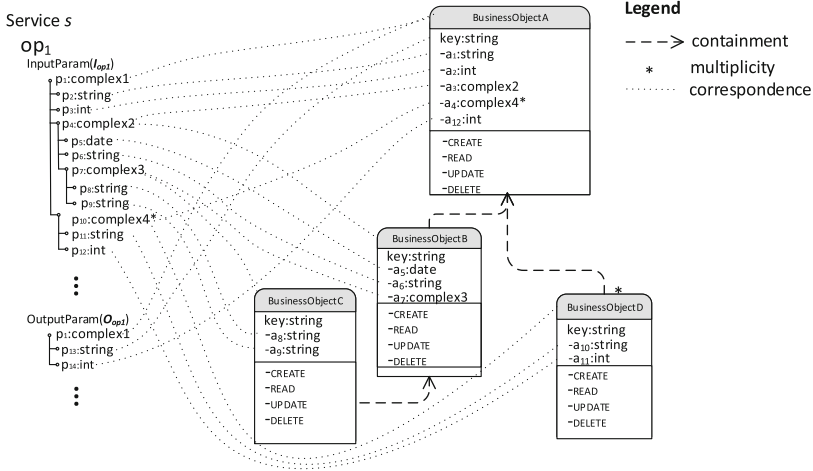 Service s
op1
InputParam(Iop1)
p1:complex1
p2:string
p3:int
p4:complex2
p5:date
p6:string
p7:complex3
p8:string
p9:string
p10:complex4*
p11:string
p12:int
OutputParam(Oop1)
p1:complex1
p13:string
p14:int
BusinessObjectA
key:string
-a1:string
-a2:int
-a3:complex2
-a4:complex4*
-a12:int
-CREATE
-READ
-UPDATE
-DELETE
BusinessObjectB
key:string
-a5:date
-a6:string
-a7:complex3
-CREATE
-READ
-UPDATE
-DELETE
BusinessObjectC
key:string
-a8:string
-a9:string
-CREATE
-READ
-UPDATE
-DELETE
*
BusinessObjectD
key:string
-a10:string
-a11:int
-CREATE
-READ
-UPDATE
-DELETE
Legend
containment
* multiplicity
correspondence